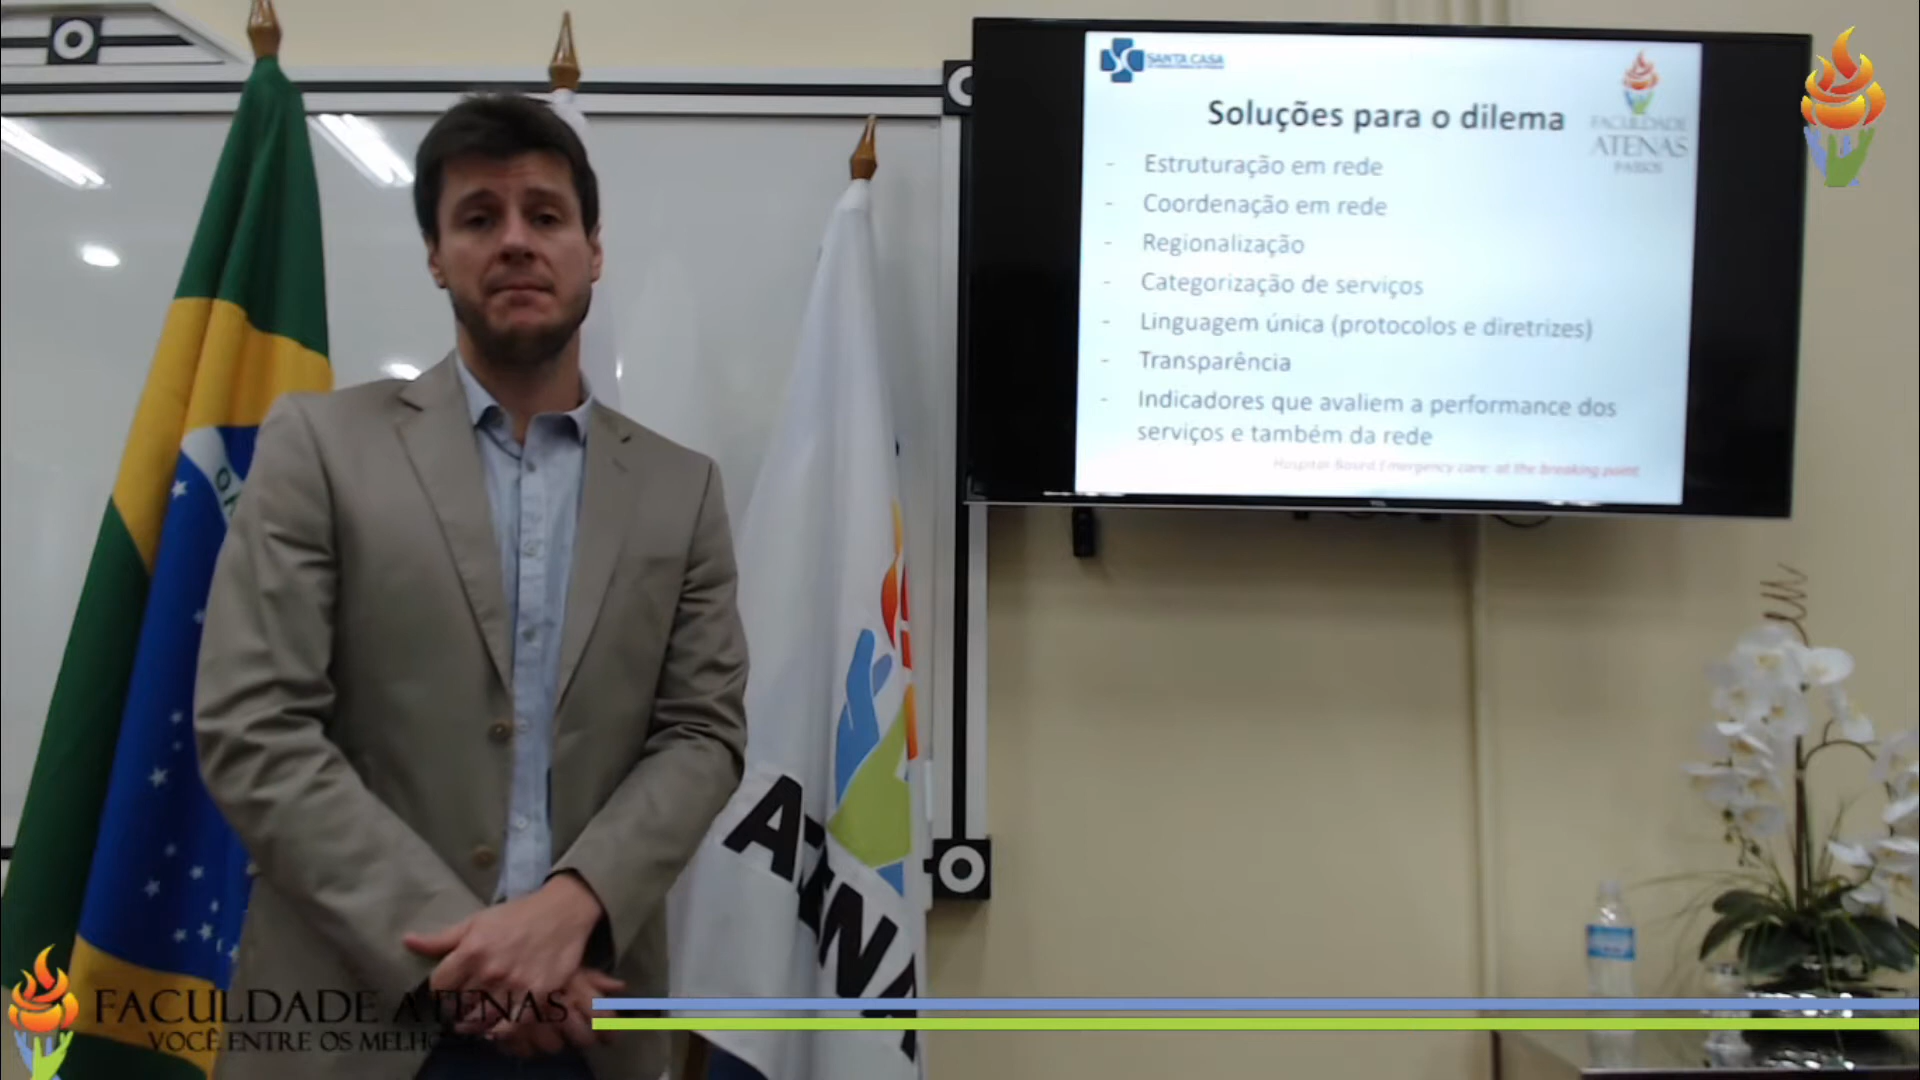 SANTA CASA
Soluções para o dilema
FACULDADE
ATENAS
PASSOS
- Estruturação em rede
- Coordenação em rede
- Regionalização
- Categorização de serviços
- Linguagem única (protocolos e diretrizes)
- Transparência
- Indicadores que avaliem a performance dos
serviços e também da rede
Hospital-Based Emergency care: at the breaking point
ATENA
FACULDADE ATENAS
VOCÊ ENTRE OS